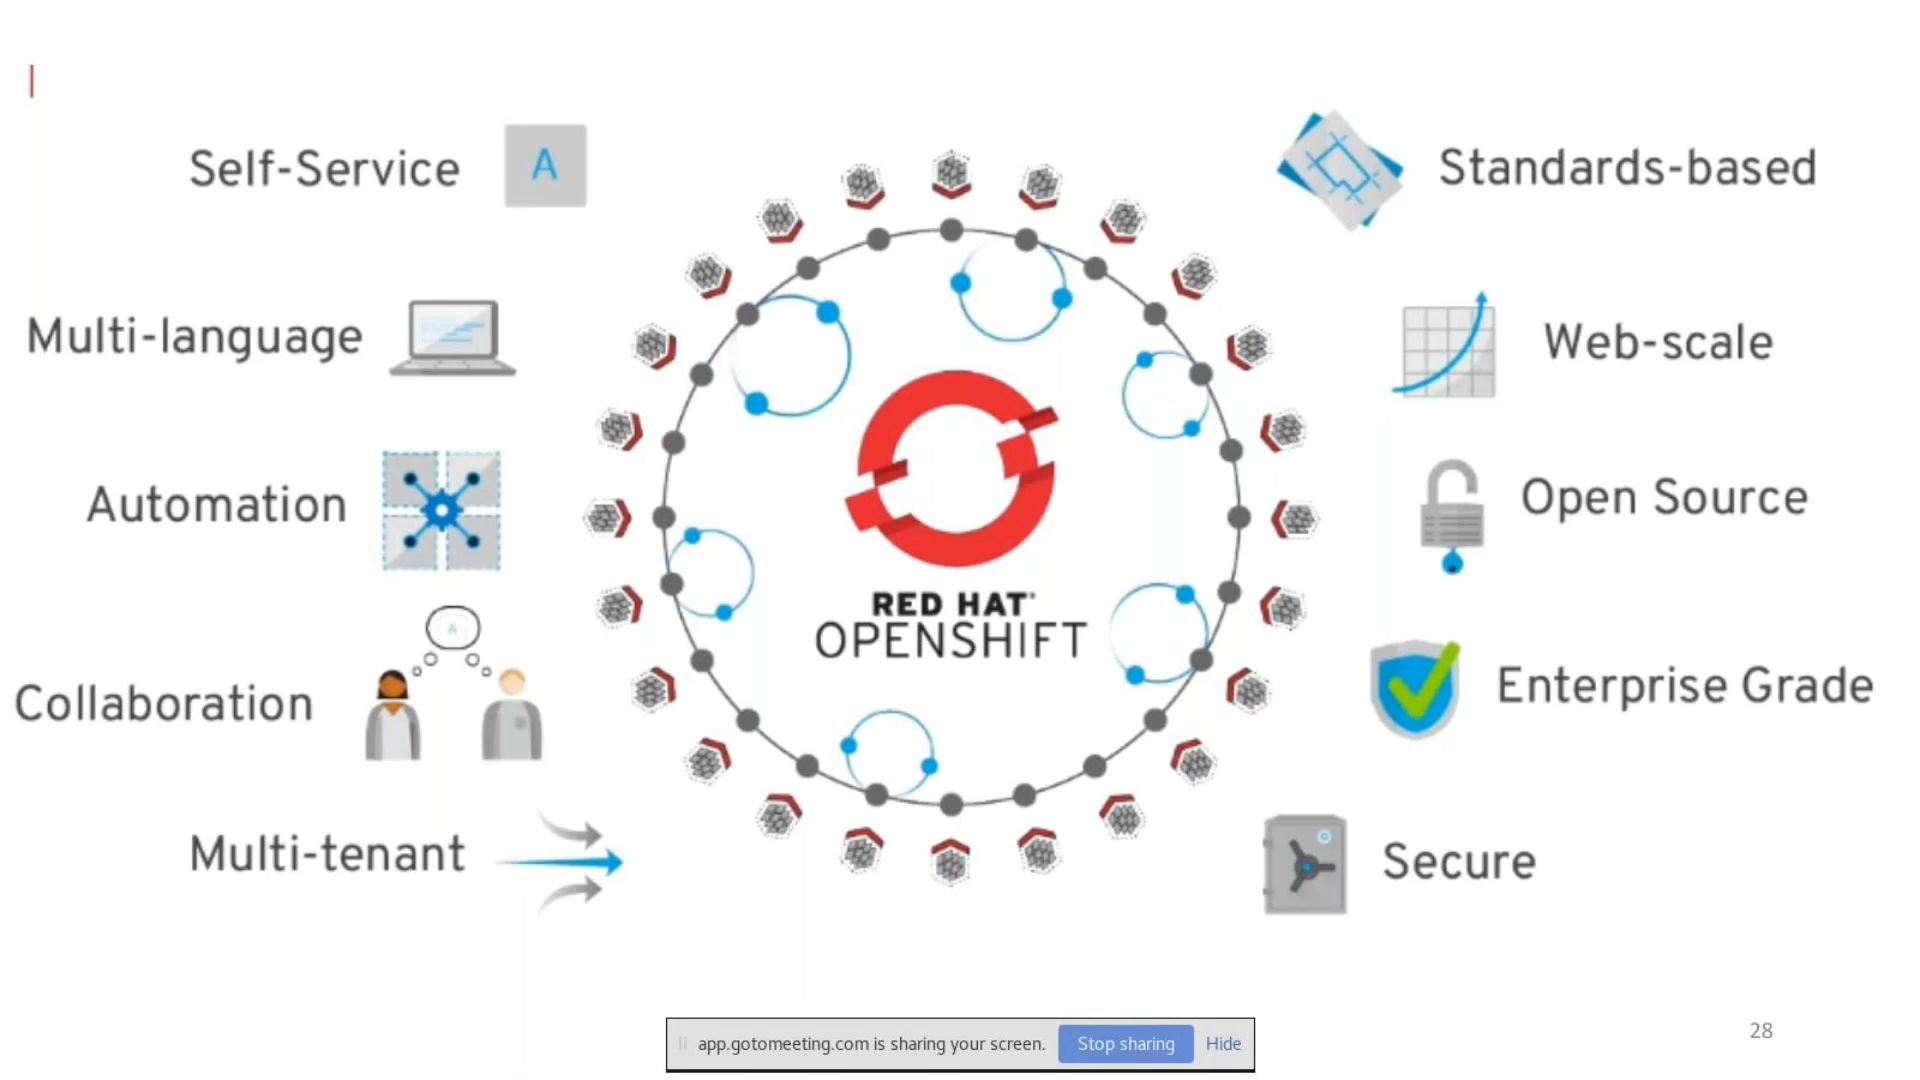 Self-Service
A
Standards-based
Multi-language
Web-scale
Automation
Open Source
RED HAT®
OPENSHIFT
A
Collaboration
Enterprise Grade
Multi-tenant
Secure
28
app.gotomeeting.com is sharing your screen.
Stop sharing
Hide